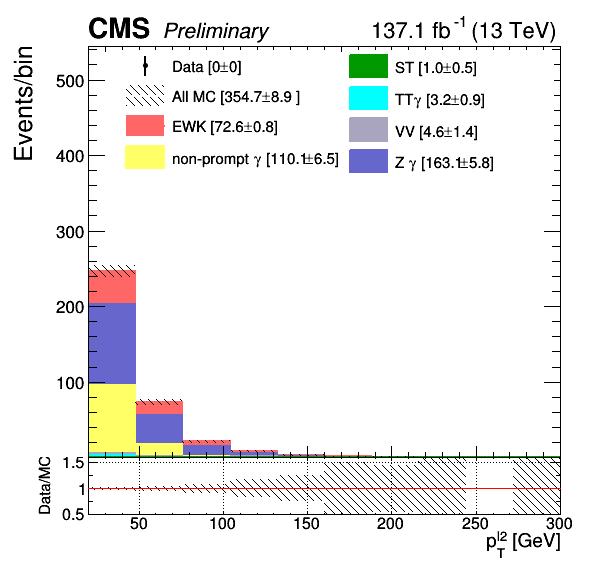 CMS Preliminary 137.1 fb⁻¹ (13 TeV)
Events/bin
Data [0±0]
All MC [354.7±8.9 ]
EWK [72.6±0.8]
non-prompt γ [110.1±6.5]
ST [1.0±0.5]
TTγ [3.2±0.9]
VV [4.6±1.4]
Z γ [163.1±5.8]
500
400
300
200
100
Data/MC
1.5
1
0.5
50 100 150 200 250 300
p_T^l2 [GeV]